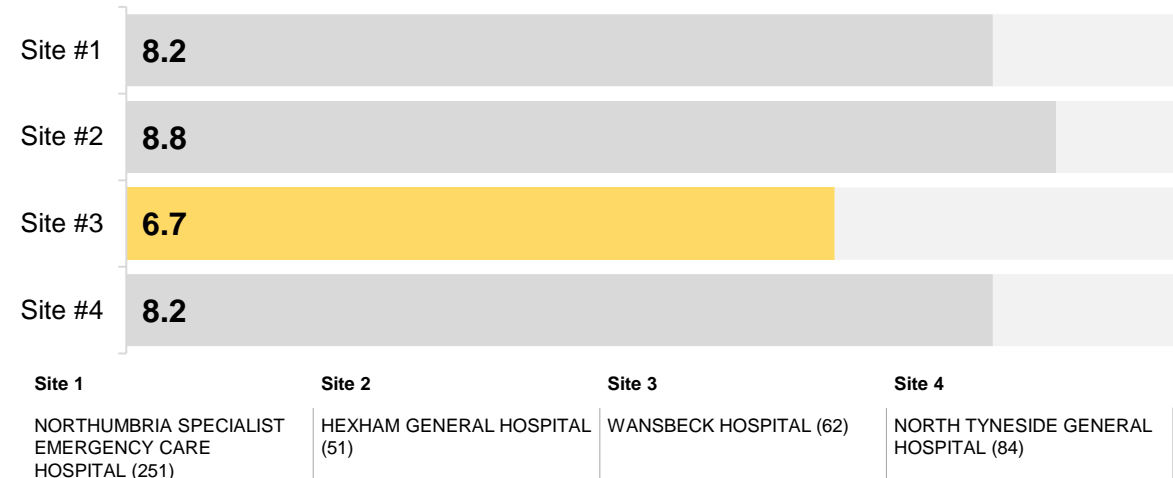 Site #1 8.2
Site #2 8.8
Site #3 6.7
Site #4 8.2
Site 1 Site 2 Site 3 Site 4
NORTHUMBRIA SPECIALIST
EMERGENCY CARE
HOSPITAL (251)
HEXHAM GENERAL HOSPITAL
(51)
WANSBECK HOSPITAL (62)
NORTH TYNESIDE GENERAL
HOSPITAL (84)